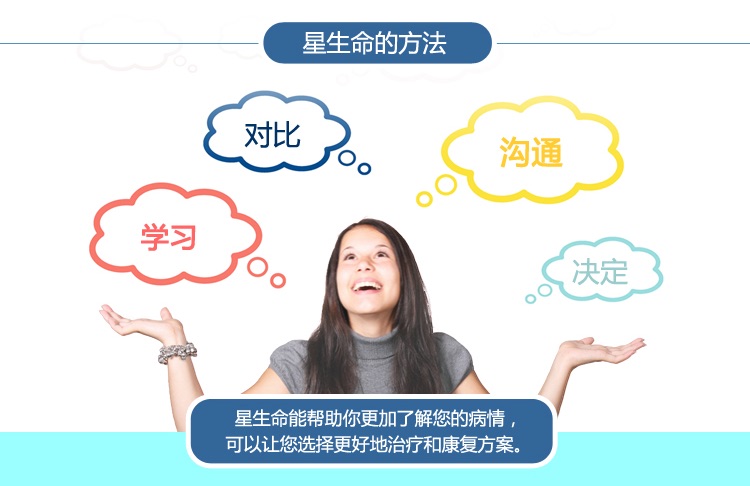 星生命的方法
对比
沟通
学习
决定
星生命能帮助你更加了解您的病情，
可以让您选择更好地治疗和康复方案。